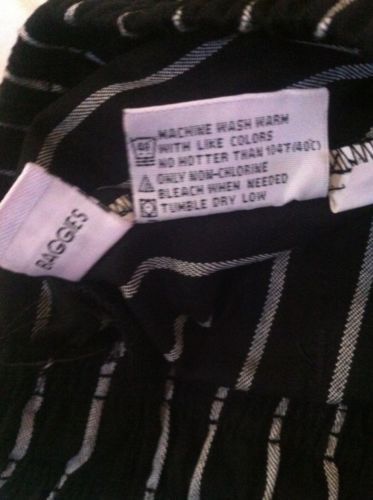 MACHINE WASH WARM
WITH LIKE COLORS
NO HOTTER THAN 104°F(40°C)
ONLY NON-CHLORINE
BLEACH WHEN NEEDED
TUMBLE DRY LOW
BAGGIES